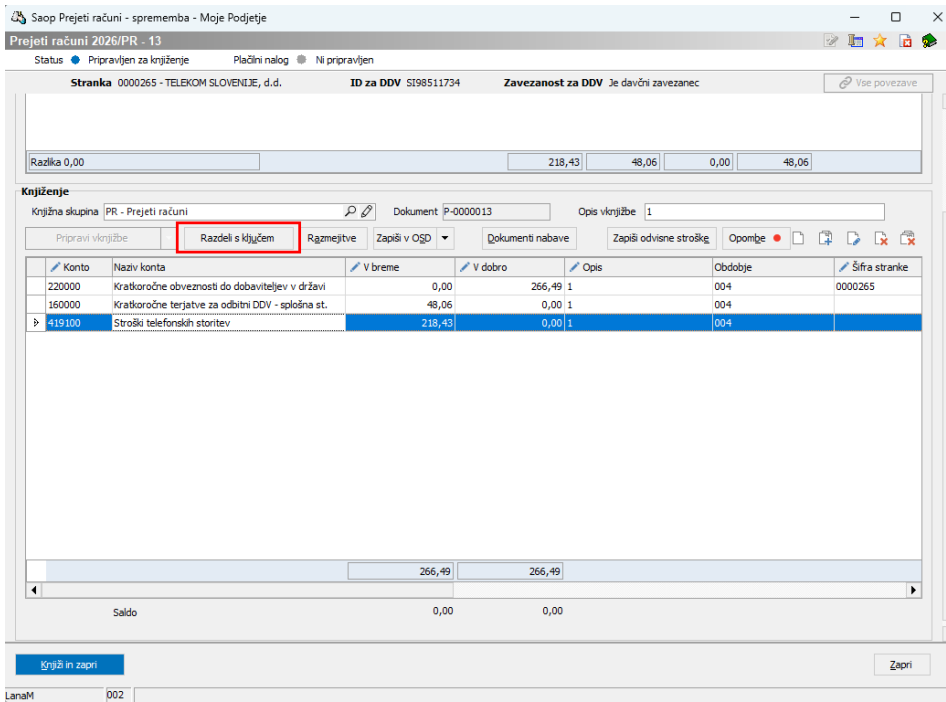 Saop Prejeti računi - sprememba - Moje Podjetje
Prejeti računi 2026/PR - 13
Status Pripravljen za knjiženje Plačilni nalog Ni pripravljen
Stranka 0000265 - TELEKOM SLOVENIJE, d.d. ID za DDV SI98511734 Zavezanost za DDV Je davčni zavezanec Vse povezave
Razlika 0,00 218,43 48,06 0,00 48,06
Knjiženje
Knjižna skupina PR - Prejeti računi Dokument P-0000013 Opis vknjižbe 1
Pripravi vknjižbe Razdeli s ključem Razmejitve Zapiši v OSD Dokumenti nabave Zapiši odvisne stroške Opombe
Konto Naziv konta V breme V dobro Opis Obdobje Šifra stranke
220000 Kratkoročne obveznosti do dobaviteljev v državi 0,00 266,49 1 004 0000265
160000 Kratkoročne terjatve za odbitni DDV - splošna st. 48,06 0,00 1 004
419100 Stroški telefonskih storitev 218,43 0,00 1 004
266,49 266,49
Saldo 0,00 0,00
Knjiži in zapri Zapri
LanaM 002